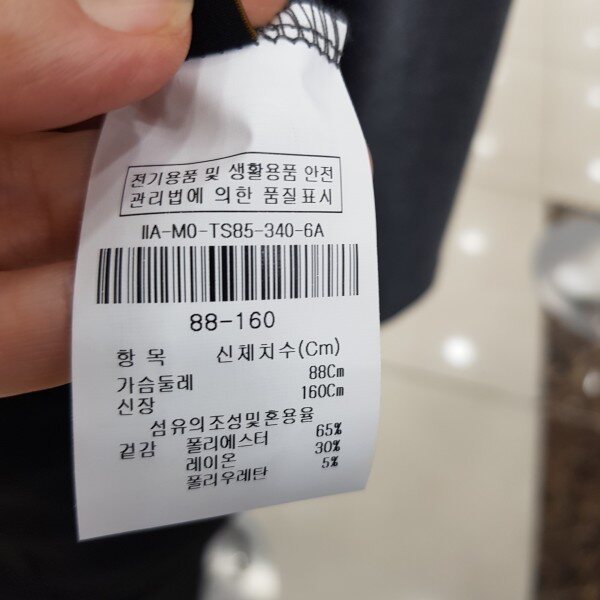 전기용품 및 생활용품 안전
관리법에 의한 품질표시
IIA-MO-TS85-340-6A
88-160
항 목 신체치수(Cm)
가슴둘레 88Cm
신장 160Cm
섬유의조성및혼용율
겉감 폴리에스터 65%
레이온 30%
폴리우레탄 5%